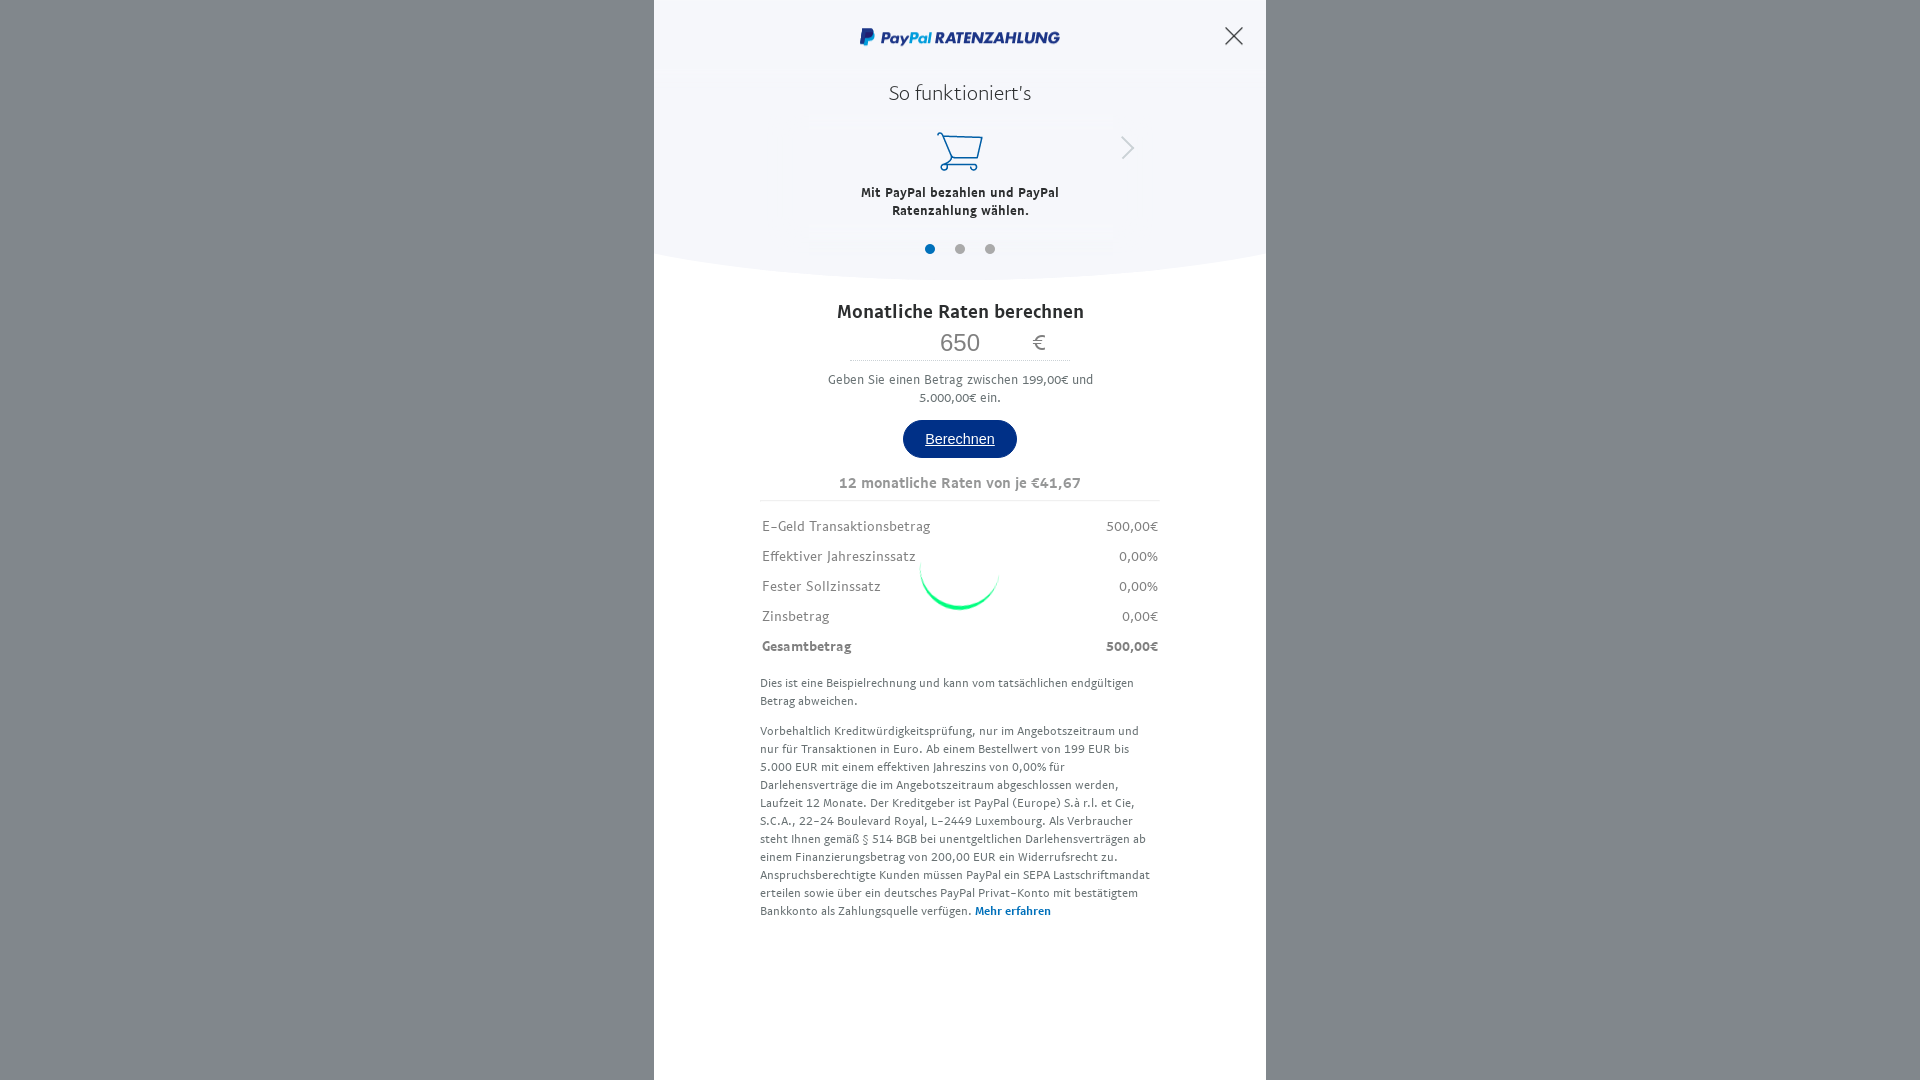 PayPal RATENZAHLUNG
So funktioniert's
Mit PayPal bezahlen und PayPal
Ratenzahlung wählen.
Monatliche Raten berechnen
650 €
Geben Sie einen Betrag zwischen 199,00€ und
5.000,00€ ein.
Berechnen
12 monatliche Raten von je €41,67
E-Geld Transaktionsbetrag 500,00€
Effektiver Jahreszinssatz 0,00%
Fester Sollzinssatz 0,00%
Zinsbetrag 0,00€
Gesamtbetrag 500,00€
Dies ist eine Beispielrechnung und kann vom tatsächlichen endgültigen
Betrag abweichen.
Vorbehaltlich Kreditwürdigkeitsprüfung, nur im Angebotszeitraum und
nur für Transaktionen in Euro. Ab einem Bestellwert von 199 EUR bis
5.000 EUR mit einem effektiven Jahreszins von 0,00% für
Darlehensverträge die im Angebotszeitraum abgeschlossen werden,
Laufzeit 12 Monate. Der Kreditgeber ist PayPal (Europe) S.à r.l. et Cie,
S.C.A., 22-24 Boulevard Royal, L-2449 Luxembourg. Als Verbraucher
steht Ihnen gemäß § 514 BGB bei unentgeltlichen Darlehensverträgen ab
einem Finanzierungsbetrag von 200,00 EUR ein Widerrufsrecht zu.
Anspruchsberechtigte Kunden müssen PayPal ein SEPA Lastschriftmandat
erteilen sowie über ein deutsches PayPal Privat-Konto mit bestätigtem
Bankkonto als Zahlungsquelle verfügen. Mehr erfahren